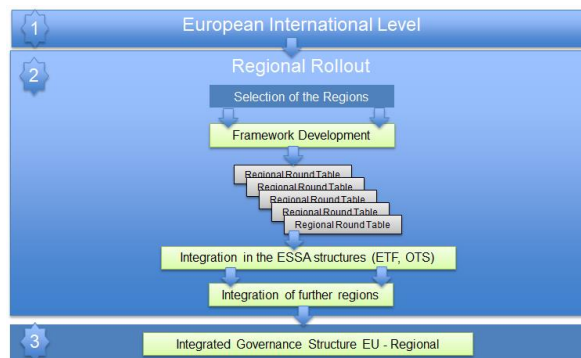 1
European International Level
2
Regional Rollout
Selection of the Regions
Framework Development
Regional Round Table
Regional Round Table
Regional Round Table
Regional Round Table
Regional Round Table
Integration in the ESSA structures (ETF, OTS)
Integration of further regions
3
Integrated Governance Structure EU - Regional